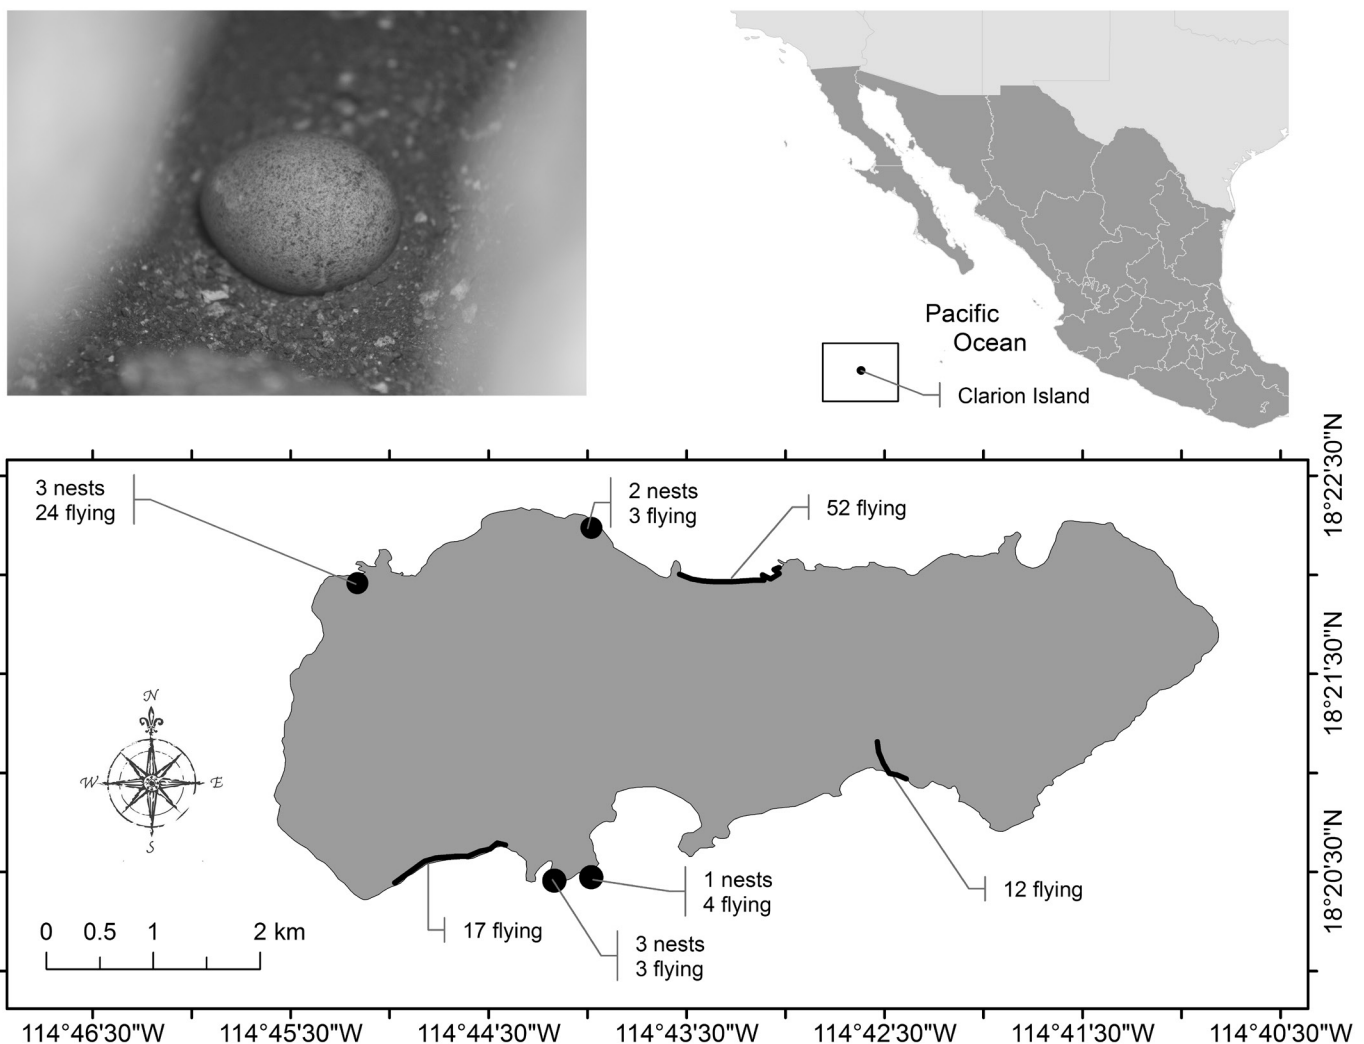 Pacific
Ocean
Clarion Island
3 nests
24 flying
2 nests
3 flying
52 flying
18°22'30"N
18°21'30"N
18°20'30"N
N
W
E
S
17 flying
3 nests
3 flying
1 nests
4 flying
12 flying
0 0.5 1 2 km
114°46'30"W 114°45'30"W 114°44'30"W 114°43'30"W 114°42'30"W 114°41'30"W 114°40'30"W